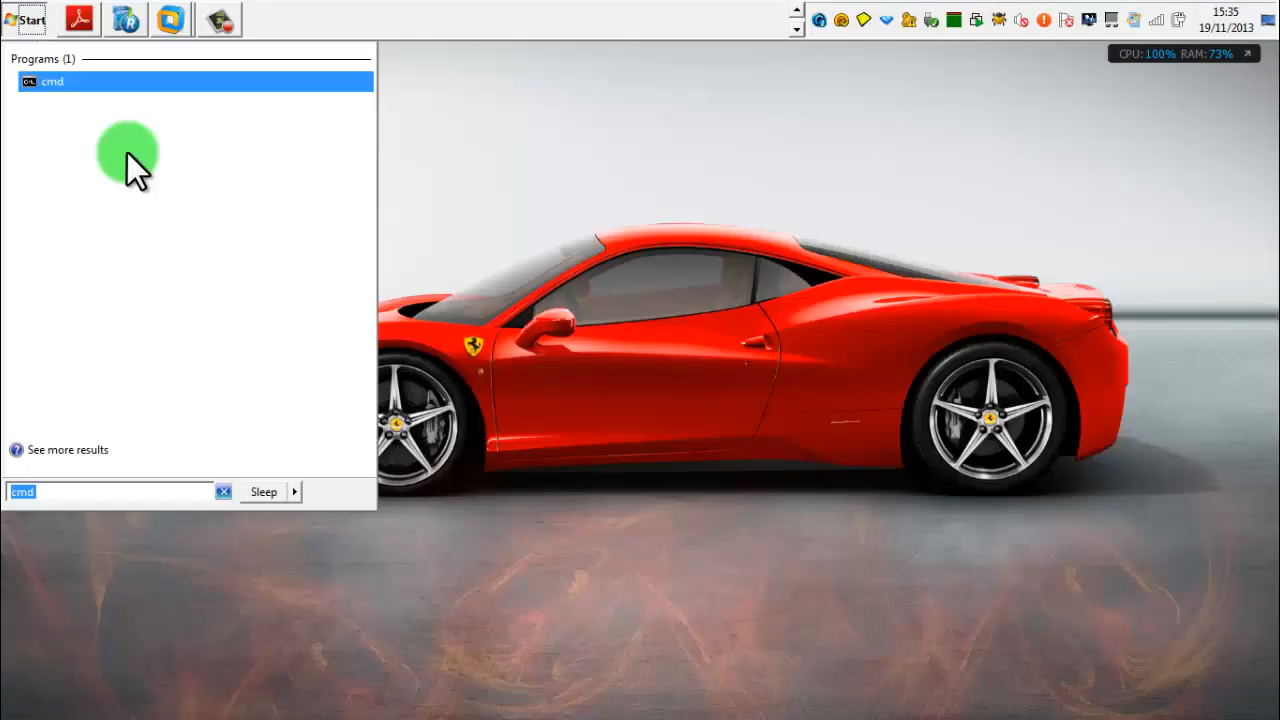 Start
15:35
19/11/2013
CPU: 100% RAM: 73%
Programs (1)
cmd
See more results
cmd
Sleep